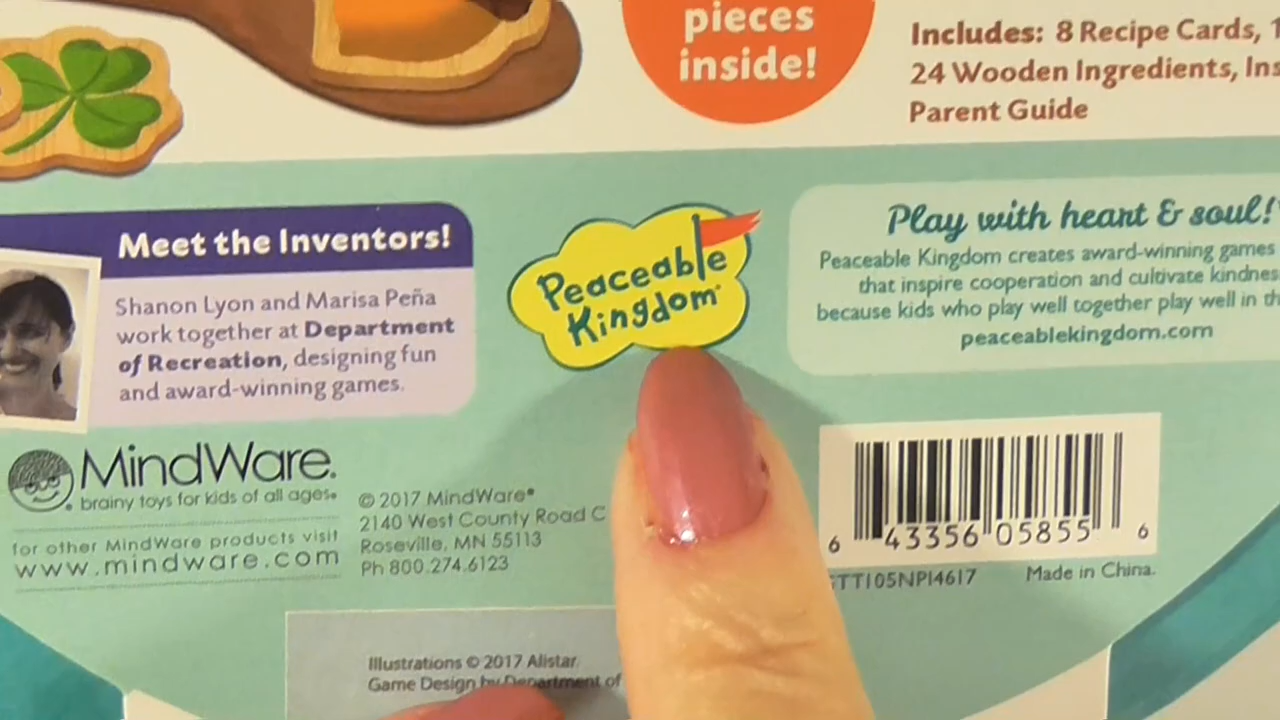 pieces
inside!
Includes: 8 Recipe Cards, 1
24 Wooden Ingredients, Ins
Parent Guide
Meet the Inventors!
Shanon Lyon and Marisa Peña
work together at Department
of Recreation, designing fun
and award-winning games.
Peaceable
Kingdom
Play with heart & soul!
Peaceable Kingdom creates award-winning games
that inspire cooperation and cultivate kindnes
because kids who play well together play well in th
peaceablekingdom.com
MindWare®
brainy toys for kids of all ages®
for other MindWare products visit
www.mindware.com
© 2017 MindWare®
2140 West County Road C
Roseville, MN 55113
Ph 800.274.6123
6 43356 05855 6
TT105NPI4617
Made in China.
Illustrations © 2017 Alistar.
Game Design by Department of